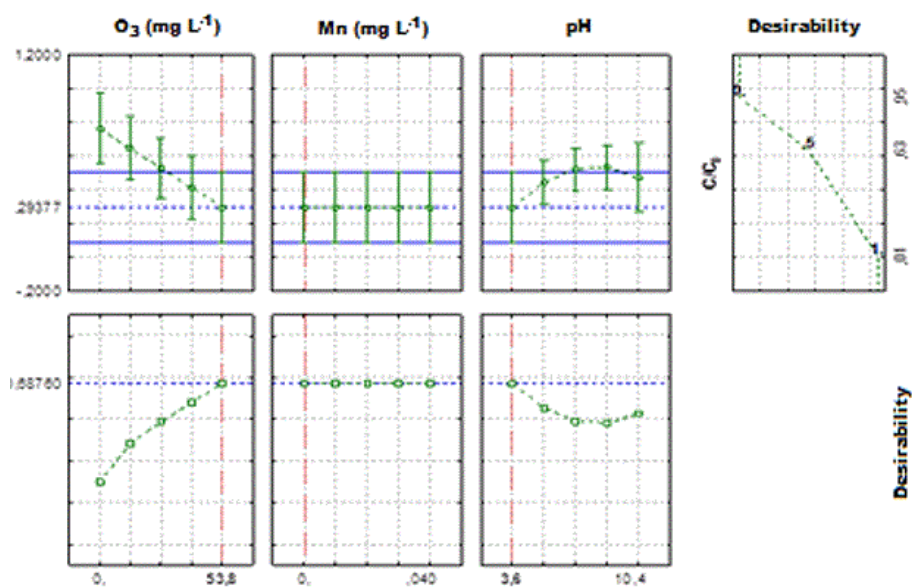 O₃ (mg L⁻¹) Mn (mg L⁻¹) pH Desirability
1.2000
.29377
-.2000
0, ,5 1,
,95
,63
,01
C/C₀
,68760
Desirability
0, 53,8 0, ,040 3,6 10,4